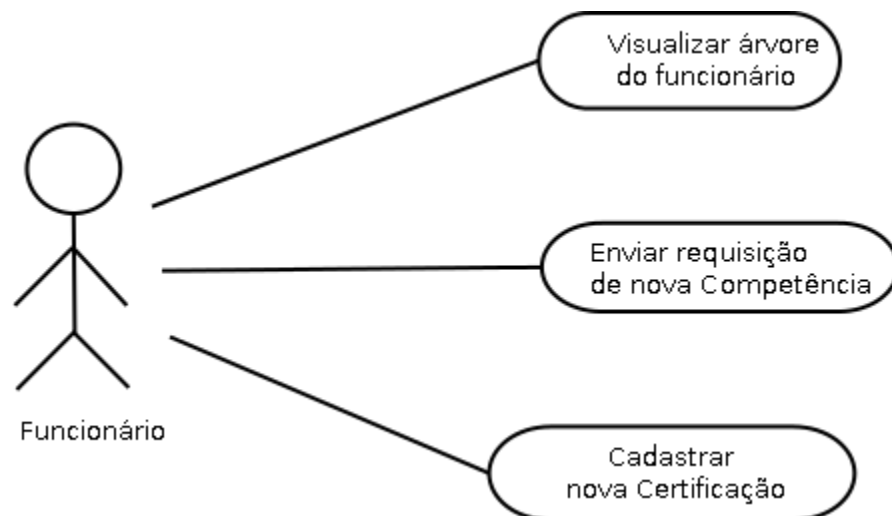 Visualizar árvore
do funcionário
Enviar requisição
de nova Competência
Funcionário
Cadastrar
nova Certificação